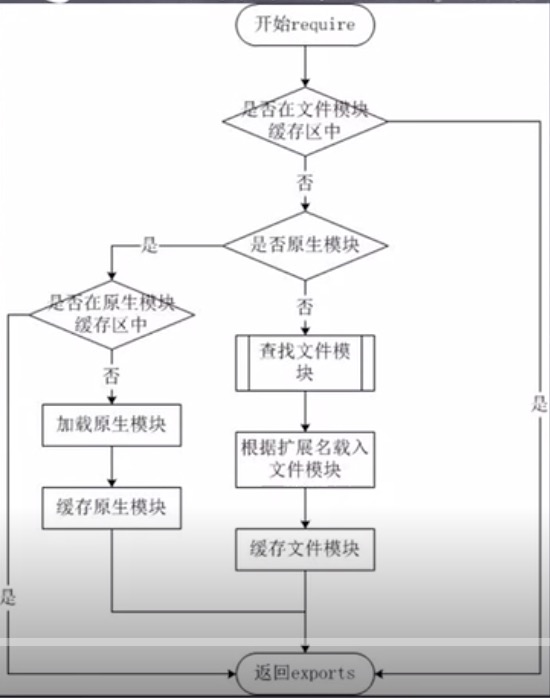 开始require
是否在文件模块
缓存区中
否
是否原生模块
是
否
是否在原生模块
缓存区中
否
查找文件模
块
是
加载原生模块
根据扩展名载入
文件模块
缓存原生模块
缓存文件模块
是
返回exports